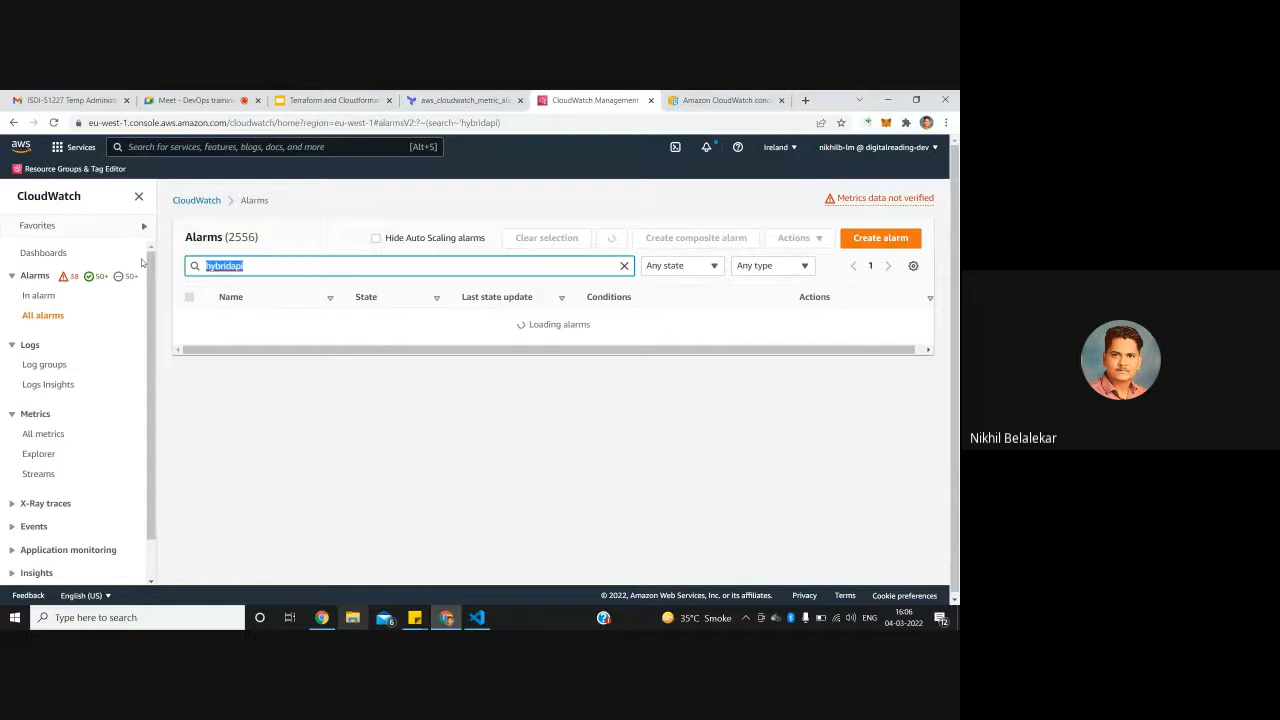 ISDI-51227 Temp Administ
Meet - DevOps training
Terraform and Cloudformat
aws_cloudwatch_metric_ala
CloudWatch Management
Amazon CloudWatch conc
eu-west-1.console.aws.amazon.com/cloudwatch/home?region=eu-west-1#alarmsV2:?~(search~'hybridapi)
aws
Services
Search for services, features, blogs, docs, and more
[Alt+S]
Ireland
nikhilb-lm @ digitalreading-dev
Resource Groups & Tag Editor
CloudWatch
Favorites
Dashboards
Alarms 38 50+ 50+
In alarm
All alarms
Logs
Log groups
Logs Insights
Metrics
All metrics
Explorer
Streams
X-Ray traces
Events
Application monitoring
Insights
CloudWatch
Alarms
Metrics data not verified
Alarms (2556)
Hide Auto Scaling alarms
Clear selection
Create composite alarm
Actions
Create alarm
hybridapi
Any state
Any type
1
Name
State
Last state update
Conditions
Actions
Loading alarms
Nikhil Belalekar
Feedback
English (US)
© 2022, Amazon Web Services, Inc. or its affiliates.
Privacy
Terms
Cookie preferences
Type here to search
6
35°C Smoke
ENG
16:06
04-03-2022
12